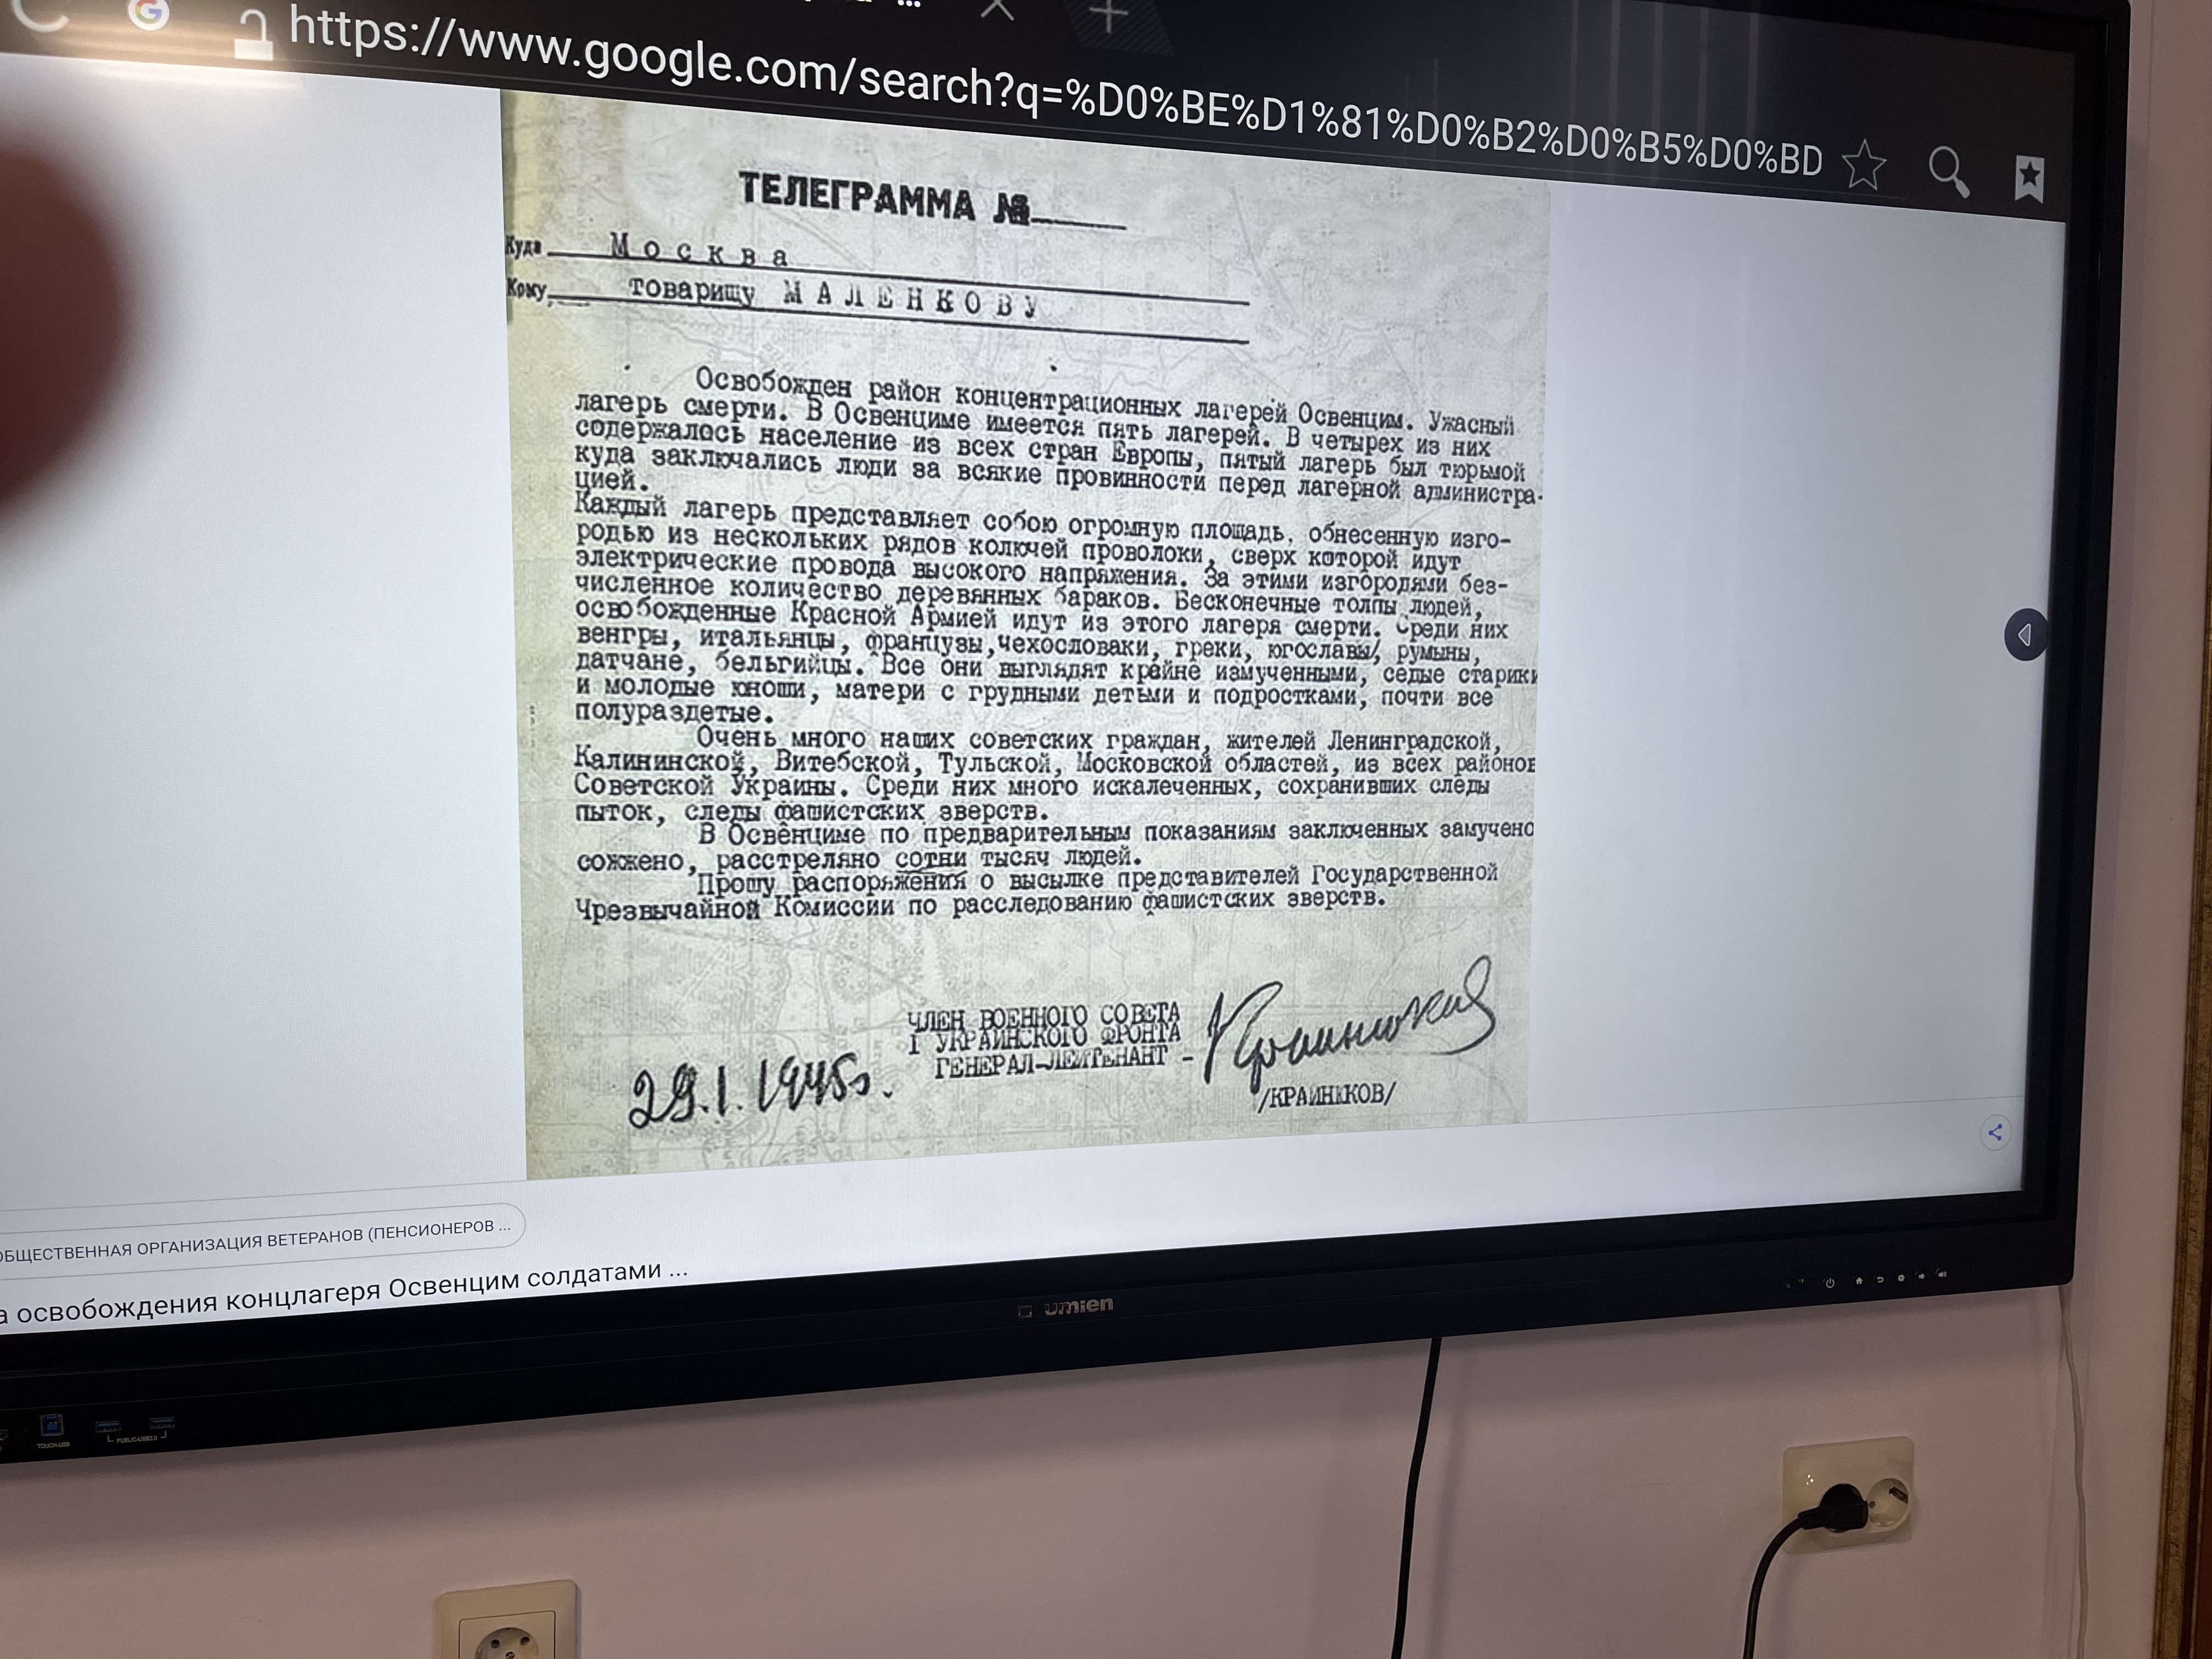 https://www.google.com/search?q=%D0%BE%D1%81%D0%B2%D0%B5%D0%BD
ТЕЛЕГРАММА №
Куда Москва
Кому товарищу МАЛЕНКОВУ
Освобожден район концентрационных лагерей Освенцим. Ужасный
лагерь смерти. В Освенциме имеется пять лагерей. В четырех из них
содержалось население из всех стран Европы, пятый лагерь был тюрьмой
куда заключались люди за всякие провинности перед лагерной администра-
цией.
Каждый лагерь представляет собою огромную площадь, обнесенную изго-
родью из нескольких рядов колючей проволоки, сверх которой идут
электрические провода высокого напряжения. За этими изгородями без-
численное количество деревянных бараков. Бесконечные толпы людей,
освобожденные Красной Армией идут из этого лагеря смерти. Среди них
венгры, итальянцы, французы,чехословаки, греки, югославы, румыны,
датчане, бельгийцы. Все они выглядят крайне измученными, седые старики
и молодые юноши, матери с грудными детьми и подростками, почти все
полураздетые.
Очень много наших советских граждан, жителей Ленинградской,
Калининской, Витебской, Тульской, Московской областей, из всех районов
Советской Украины. Среди них много искалеченных, сохранивших следы
пыток, следы фашистских зверств.
В Освенциме по предварительным показаниям заключенных замучено
сожжено, расстреляно сотни тысяч людей.
Прошу распоряжения о высылке представителей Государственной
Чрезвычайной Комиссии по расследованию фашистских зверств.
ЧЛЕН ВОЕННОГО СОВЕТА
I УКРАИНСКОГО ФРОНТА
ГЕНЕРАЛ-ЛЕЙТЕНАНТ -
/КРАЙНЮКОВ/
29.I.1945г.
ОБЩЕСТВЕННАЯ ОРГАНИЗАЦИЯ ВЕТЕРАНОВ (ПЕНСИОНЕРОВ ...
а освобождения концлагеря Освенцим солдатами ...
umien
TOUCH-USB
PUBLIC-USB3.0